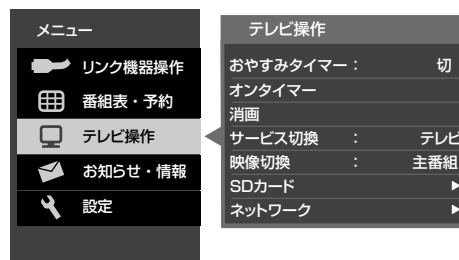 メニュー
リンク機器操作
番組表・予約
テレビ操作
お知らせ・情報
設定
テレビ操作
おやすみタイマー： 切
オンタイマー
消画
サービス切換 ： テレビ
映像切換 ： 主番組
SDカード
ネットワーク